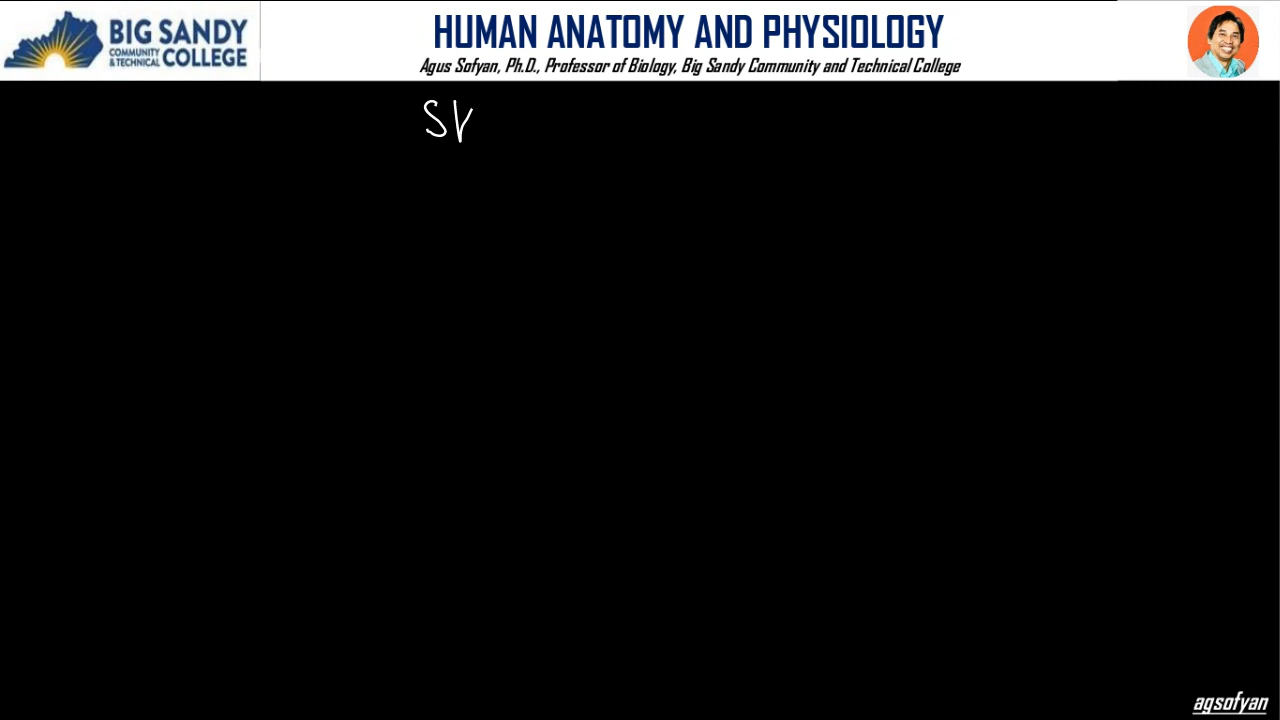 BIG SANDY
COMMUNITY & TECHNICAL COLLEGE
HUMAN ANATOMY AND PHYSIOLOGY
Agus Sofyan, Ph.D., Professor of Biology, Big Sandy Community and Technical College
agsofyan